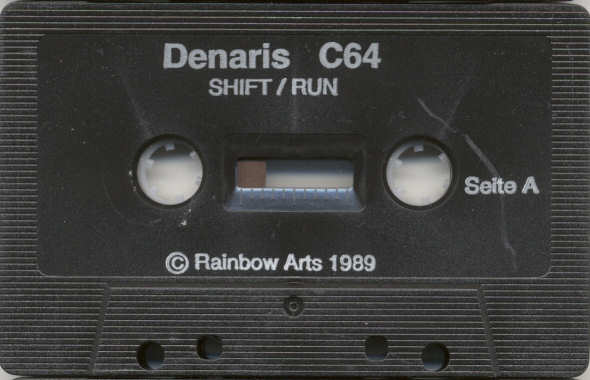 Denaris C64
SHIFT/RUN
Seite A
© Rainbow Arts 1989